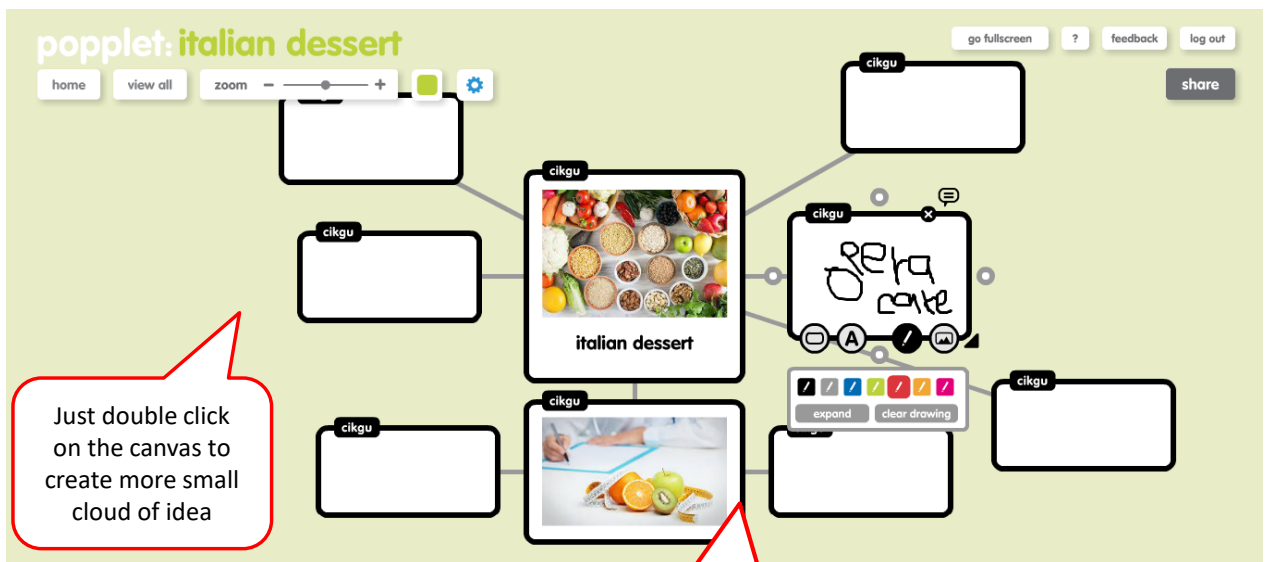 popplet: italian dessert
go fullscreen ? feedback log out
home view all zoom - +
share
cikgu
cikgu
cikgu
cikgu
cikgu
opera
cake
italian dessert
cikgu
expand clear drawing
cikgu
cikgu
Just double click
on the canvas to
create more small
cloud of idea